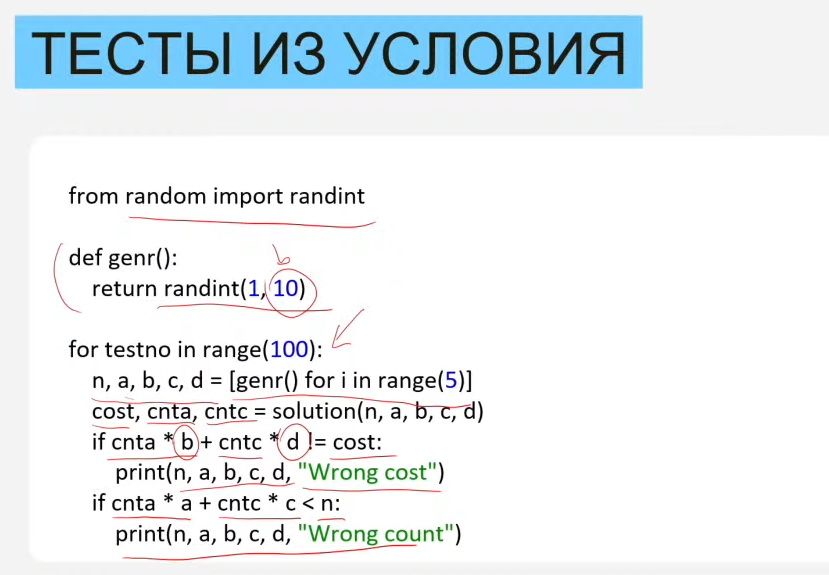 ТЕСТЫ ИЗ УСЛОВИЯ
from random import randint
def genr():
    return randint(1, 10)
for testno in range(100):
    n, a, b, c, d = [genr() for i in range(5)]
    cost, cnta, cntc = solution(n, a, b, c, d)
    if cnta * b + cntc * d != cost:
        print(n, a, b, c, d, "Wrong cost")
    if cnta * a + cntc * c < n:
        print(n, a, b, c, d, "Wrong count")